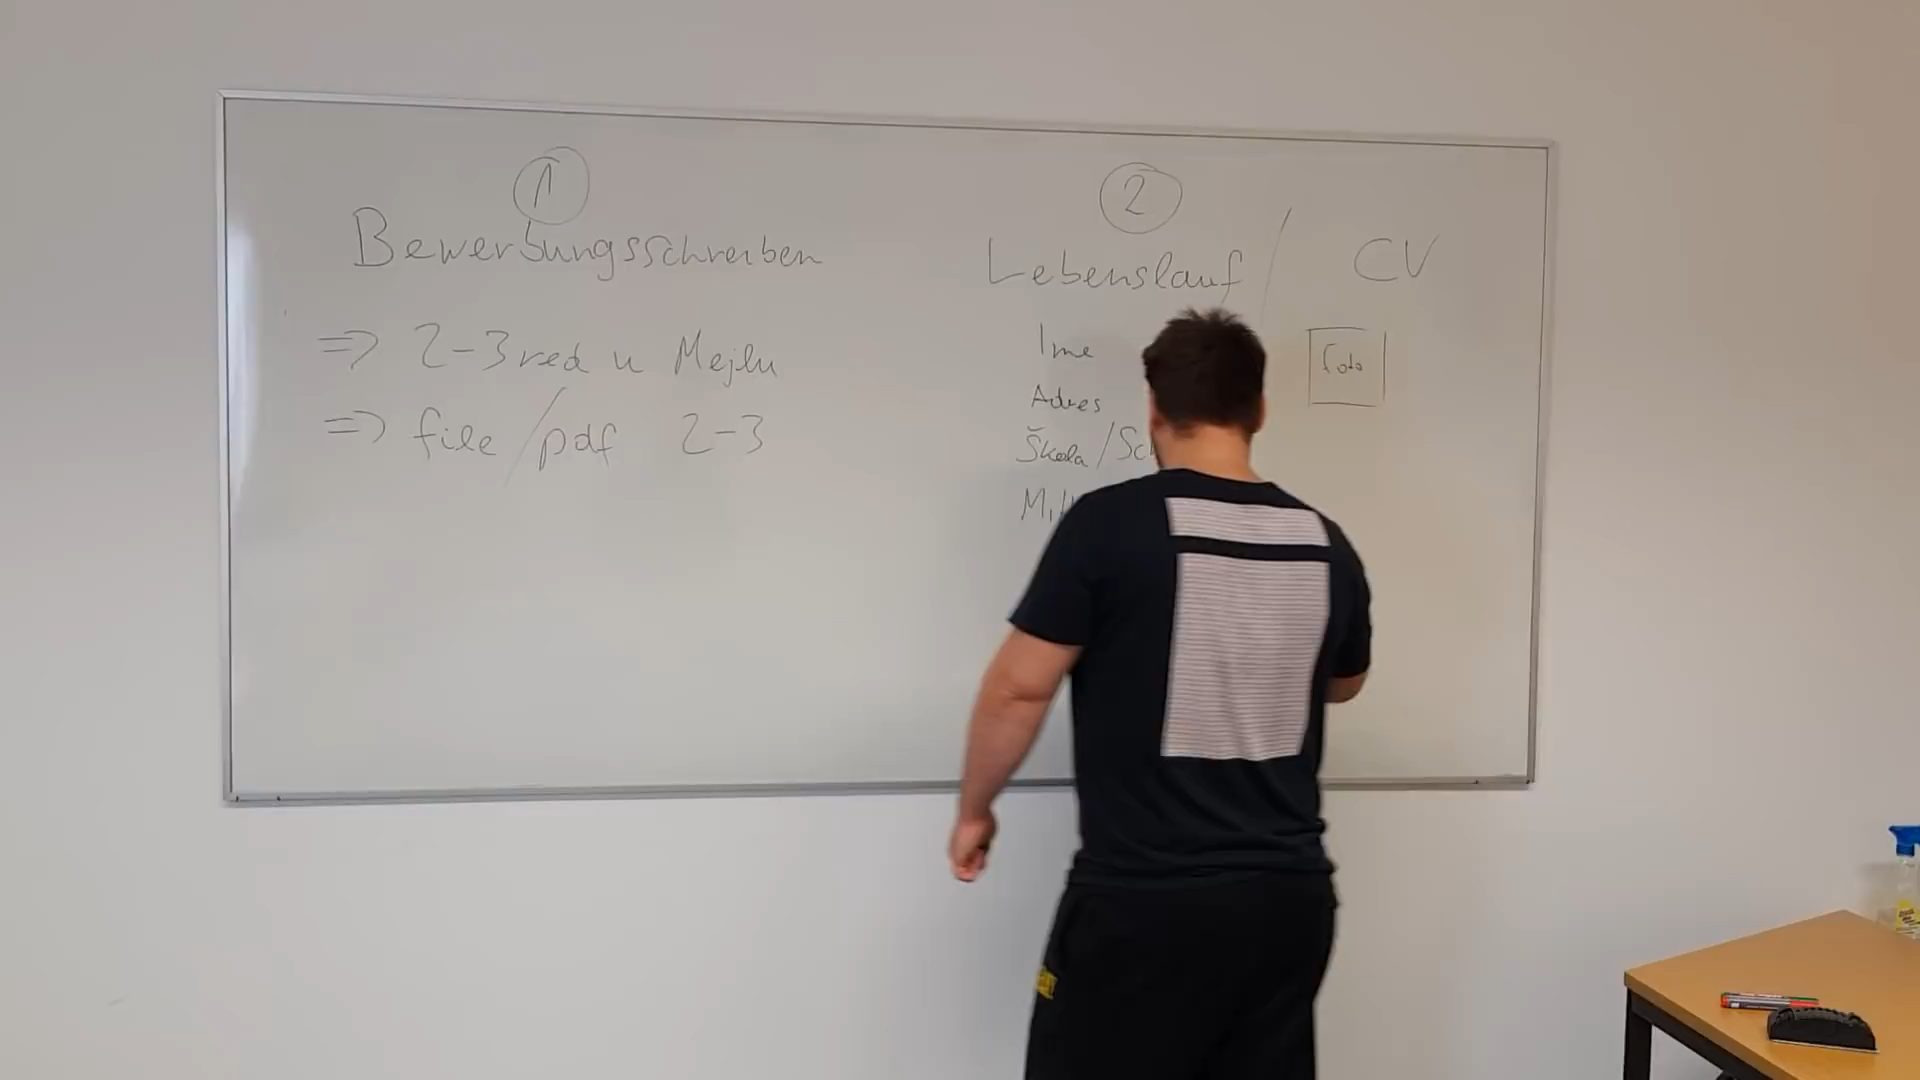 1
Bewerbungsschreiben
=> 2-3 red u Mejlu
=> file/pdf 2-3
2
Lebenslauf / CV
Ime
Foto
Adres
Škola/Sch